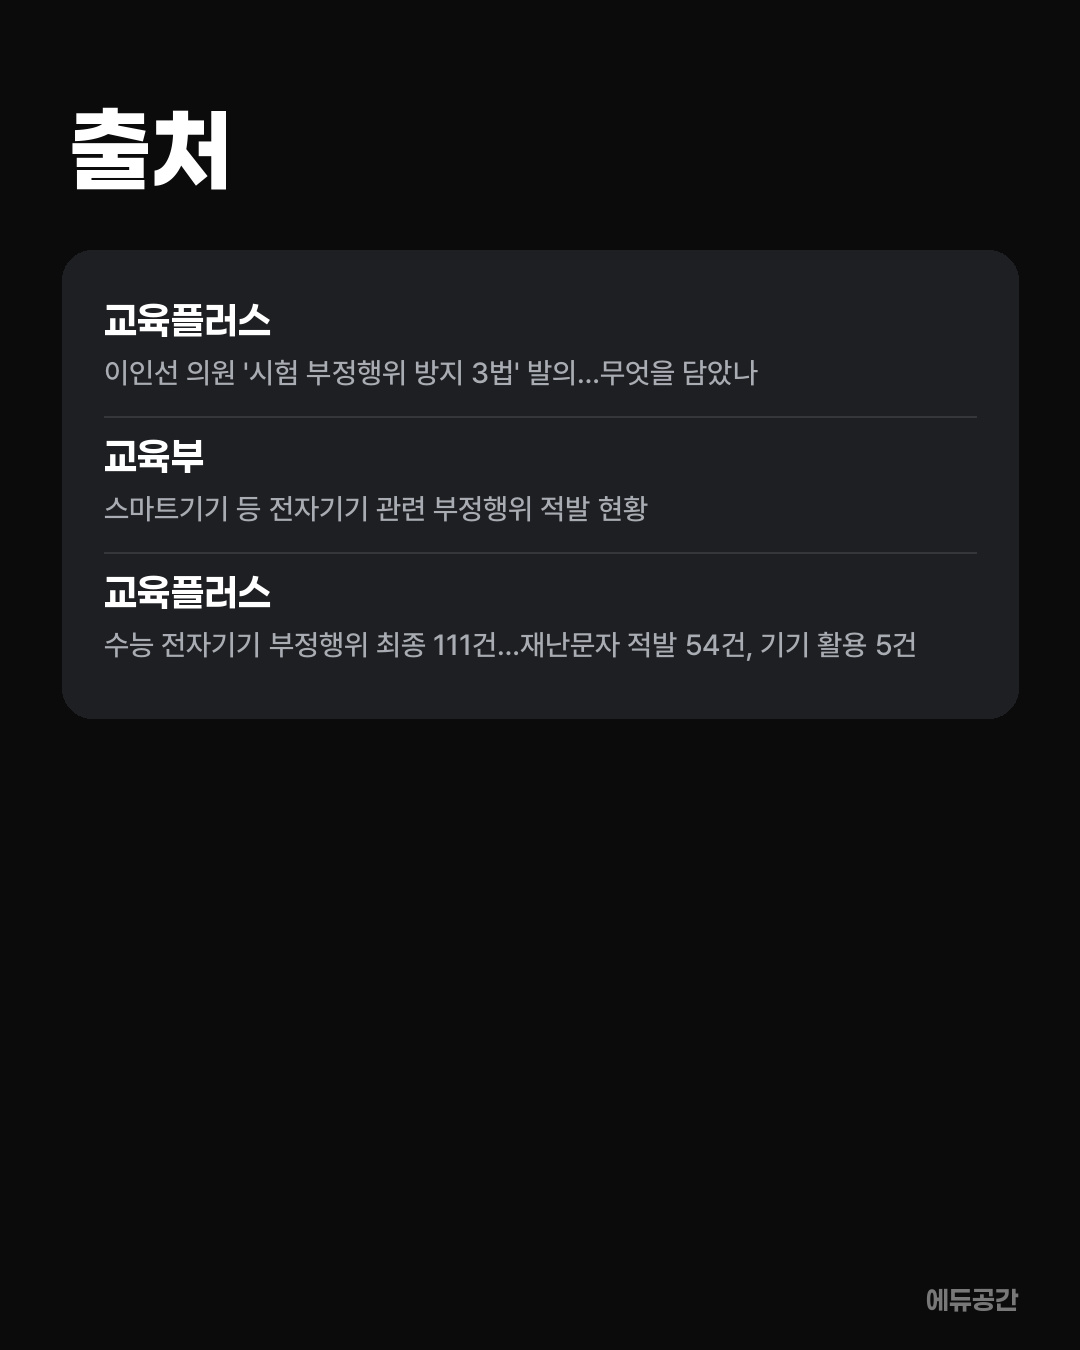 출처
교육플러스
이인선 의원 '시험 부정행위 방지 3법' 발의...무엇을 담았나
교육부
스마트기기 등 전자기기 관련 부정행위 적발 현황
교육플러스
수능 전자기기 부정행위 최종 111건...재난문자 적발 54건, 기기 활용 5건
에듀공간